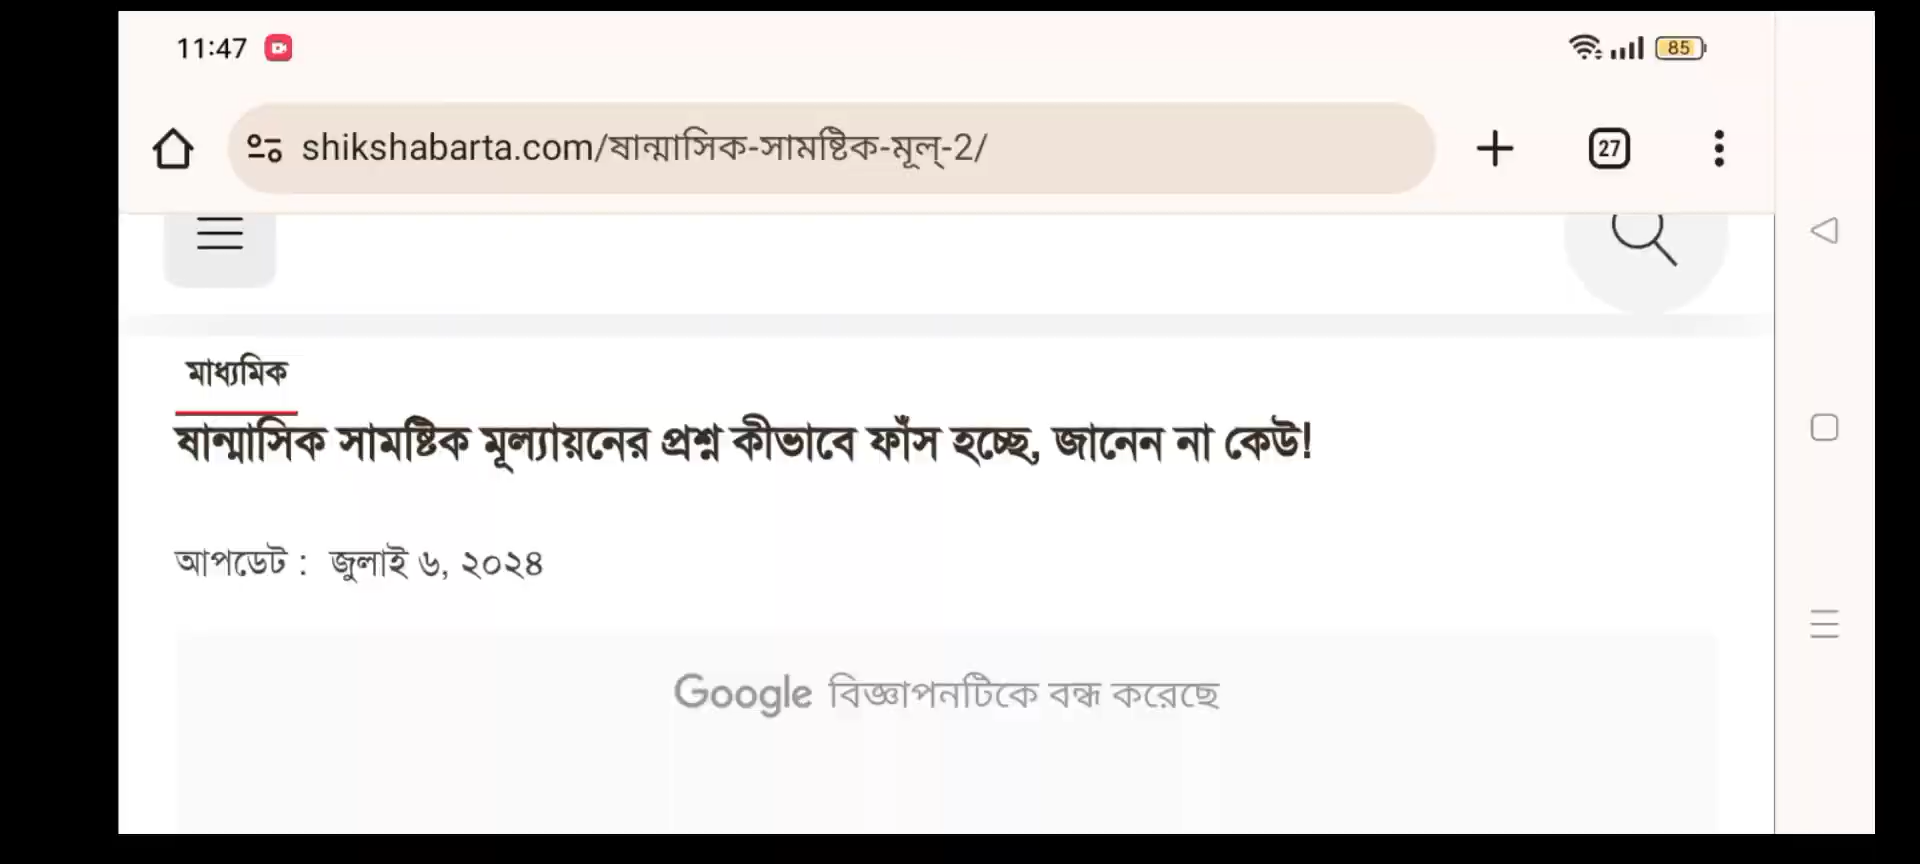 11:47
85
shikshabarta.com/ষান্মাসিক-সামষ্টিক-মূল্-2/
27
মাধ্যমিক
ষান্মাসিক সামষ্টিক মূল্যায়নের প্রশ্ন কীভাবে ফাঁস হচ্ছে, জানেন না কেউ!
আপডেট : জুলাই ৬, ২০২৪
Google বিজ্ঞাপনটিকে বন্ধ করেছে